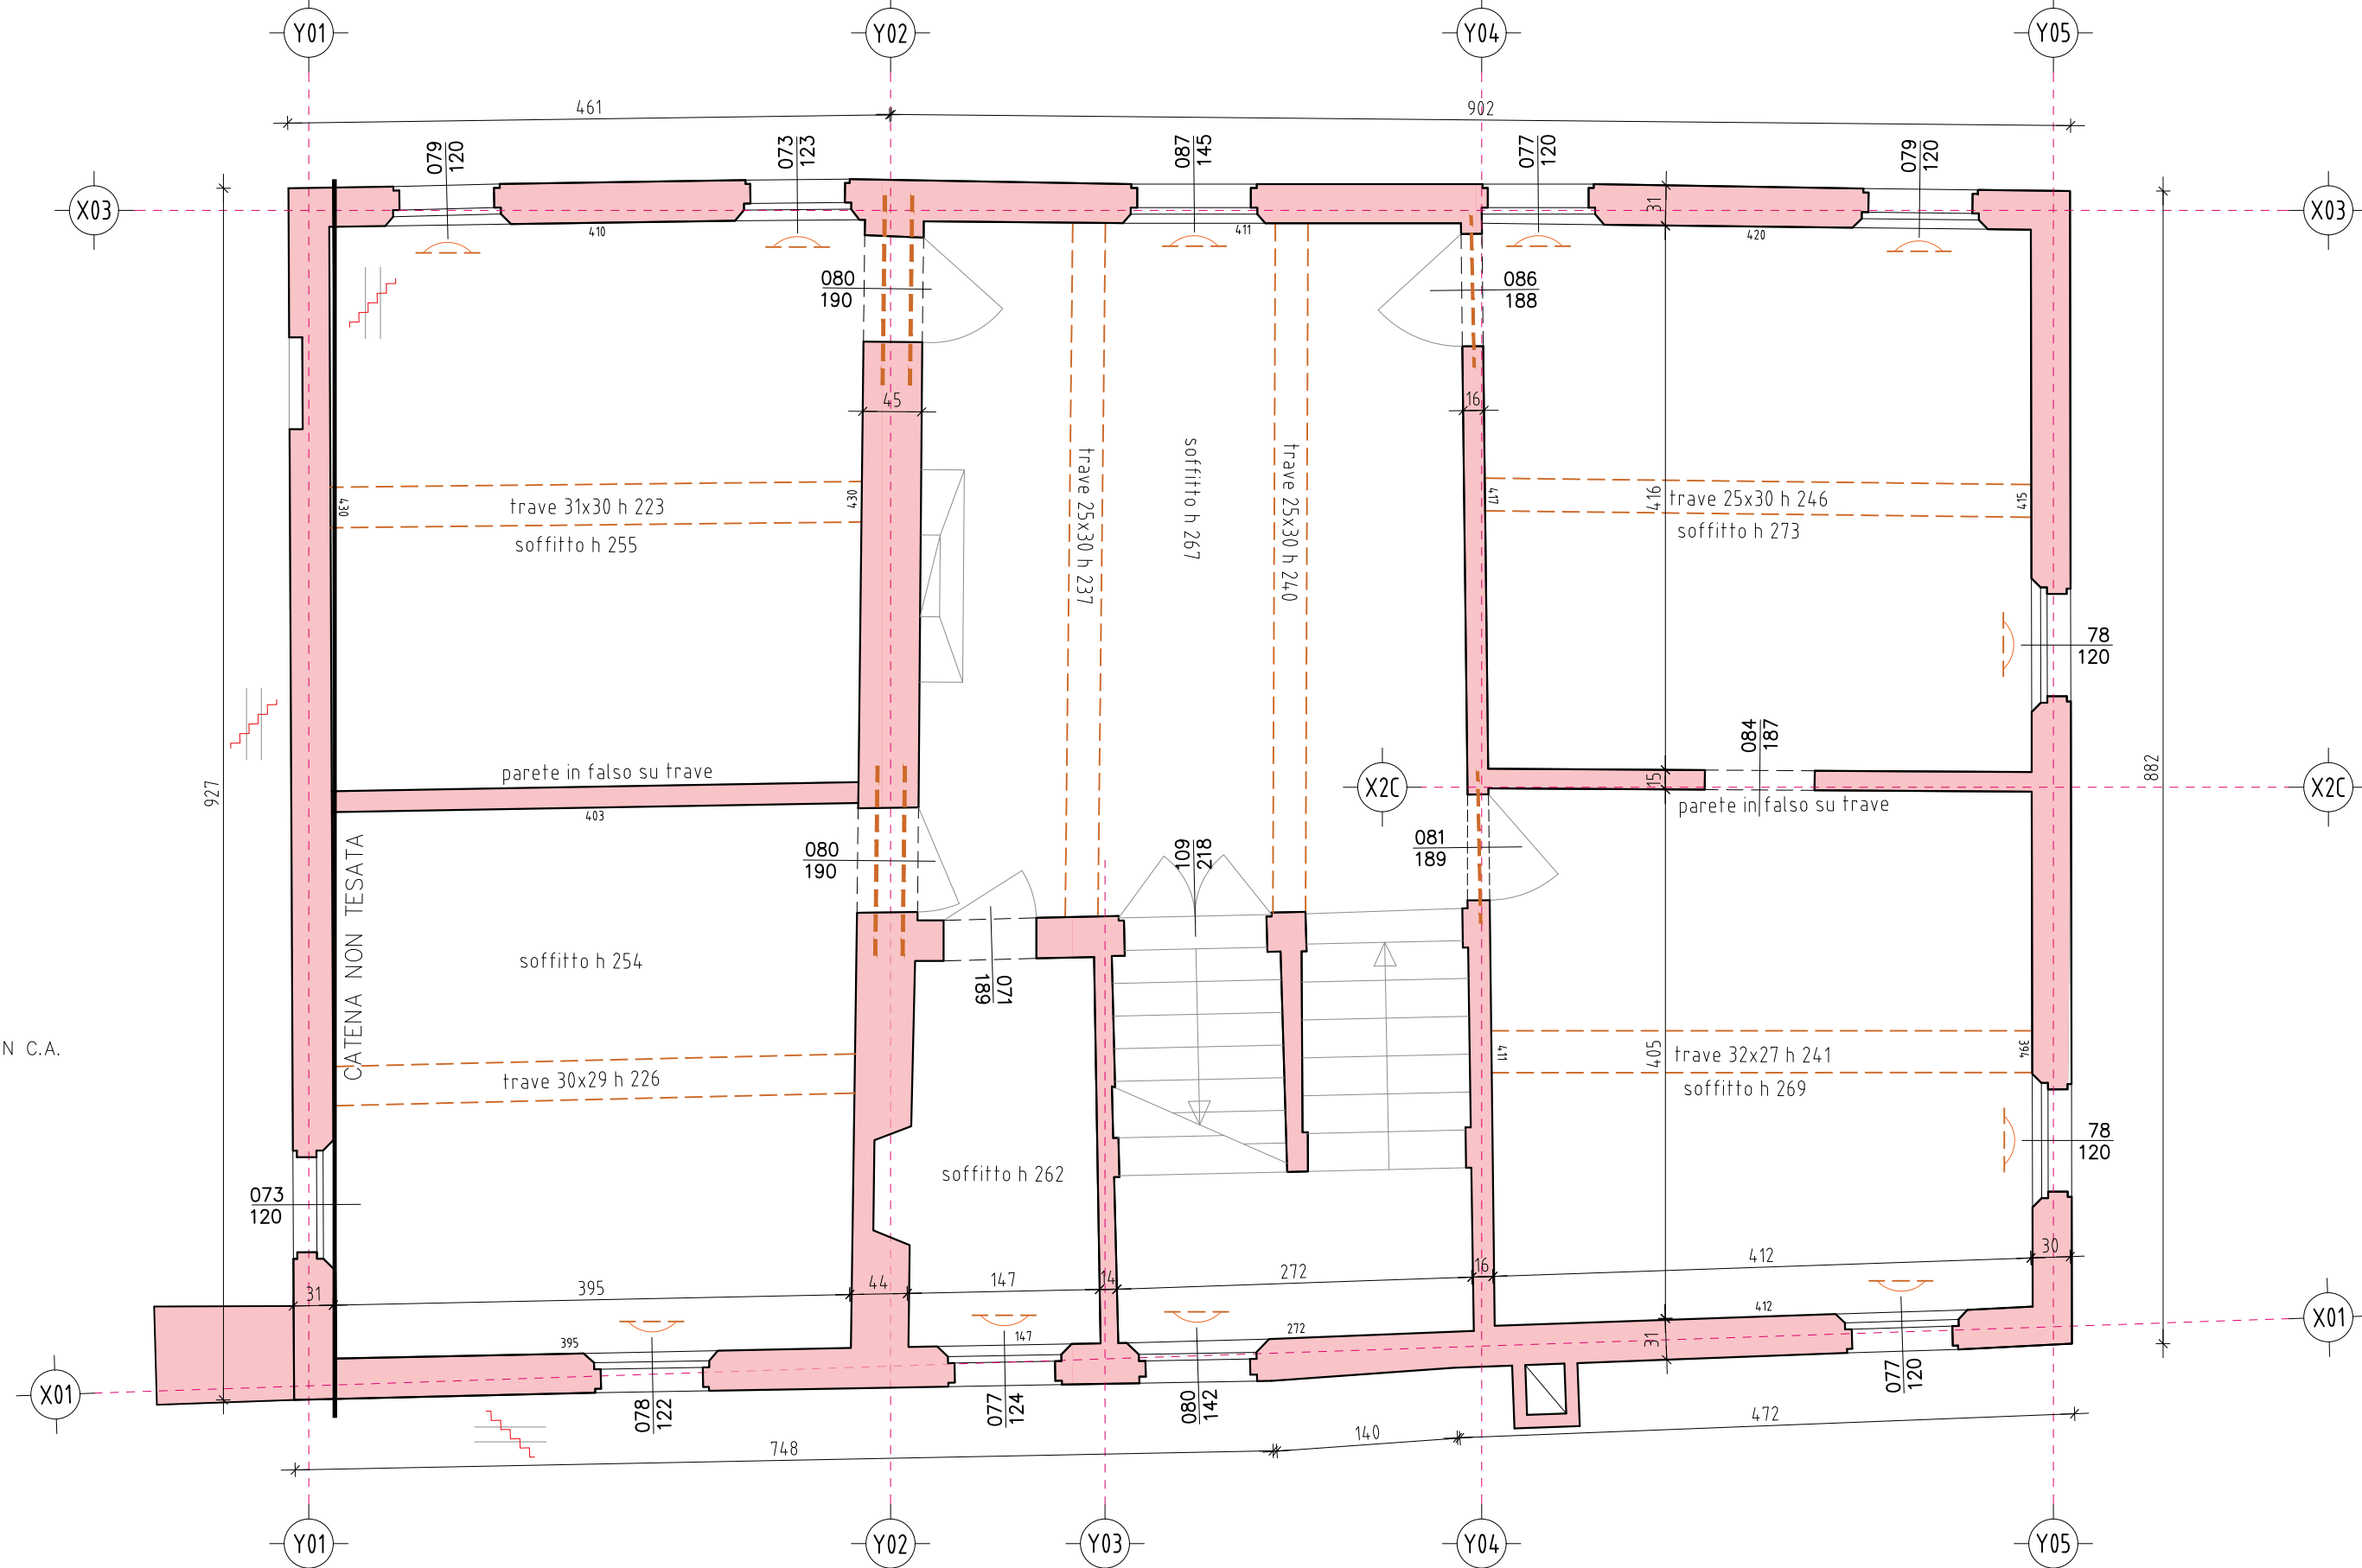 Y01
Y02
Y04
Y05
461
902
079
120
073
123
087
145
077
120
079
120
X03
X03
410
411
420
31
080
190
086
188
45
16
trave 31x30 h 223
soffitto h 255
430
430
trave 25x30 h 237
soffitto h 267
trave 25x30 h 240
417
416
trave 25x30 h 246
soffitto h 273
415
78
120
084
187
parete in falso su trave
403
15
parete in falso su trave
X2C
X2C
927
882
080
190
109
218
081
189
CATENA NON TESATA
soffitto h 254
071
189
N C.A.
trave 30x29 h 226
411
405
trave 32x27 h 241
soffitto h 269
394
78
120
soffitto h 262
073
120
31
395
44
147
14
272
16
412
30
395
147
272
412
31
X01
X01
078
122
077
124
080
142
077
120
748
140
472
Y01
Y02
Y03
Y04
Y05